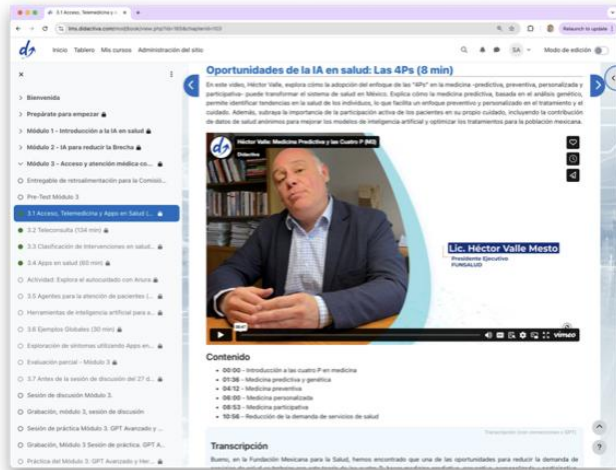 3.1 Acceso, Telemedicina y A
lms.didactica.com/mod/book/view.php?id=169&chapterid=103
Relaunch to update
Inicio Tablero Mis cursos Administración del sitio
SA
Modo de edición
Bienvenida
Prepárate para empezar
Módulo 1 - Introducción a la IA en salud
Módulo 2 - IA para reducir la Brecha
Módulo 3 - Acceso y atención médica co...
Entregable de retroalimentación para la Comisió...
Pre-Test Módulo 3
3.1 Acceso, Telemedicina y Apps en Salud (...
3.2 Teleconsulta (134 min)
3.3 Clasificación de Intervenciones en salud...
3.4 Apps en salud (60 min)
Actividad: Explora el autocuidado con Ariura
3.5 Agentes para la atención de pacientes (...
Herramientas de inteligencia artificial para a...
3.6 Ejemplos Globales (30 min)
Exploración de síntomas utilizando Apps en...
Evaluación parcial - Módulo 3
3.7 Antes de la sesión de discusión del 27 d...
Sesión de discusión Módulo 3.
Grabación, módulo 3, sesión de discusión
Sesión de práctica Módulo 3. GPT Avanzado y ...
Grabación, Módulo 3 Sesión de práctica. GPT A...
Práctica del Módulo 3: GPT Avanzado y Her...
Oportunidades de la IA en salud: Las 4Ps (8 min)
En este video, Héctor Valle, explora cómo la adopción del enfoque de las "4Ps" en la medicina -predictiva, preventiva, personalizada y
participativa- puede transformar el sistema de salud en México. Explica cómo la medicina predictiva, basada en el análisis genético,
permite identificar tendencias en la salud de los individuos, lo que facilita un enfoque preventivo y personalizado en el tratamiento y el
cuidado. Además, subraya la importancia de la participación activa de los pacientes en su propio cuidado, incluyendo la contribución
de datos de salud anónimos para mejorar los modelos de inteligencia artificial y optimizar los tratamientos para la población mexicana.
Héctor Valle: Medicina Predictiva y las Cuatro P (M3)
Didactiva
Lic. Héctor Valle Mesto
Presidente Ejecutivo
FUNSALUD
vimeo
Contenido
00:00 - Introducción a las cuatro P en medicina
01:36 - Medicina predictiva y genética
04:12 - Medicina preventiva
06:00 - Medicina personalizada
08:53 - Medicina participativa
10:56 - Reducción de la demanda de servicios de salud
Transcripción
Bueno, en la Fundación Mexicana para la Salud, hemos encontrado que una de las oportunidades para reducir la demanda de